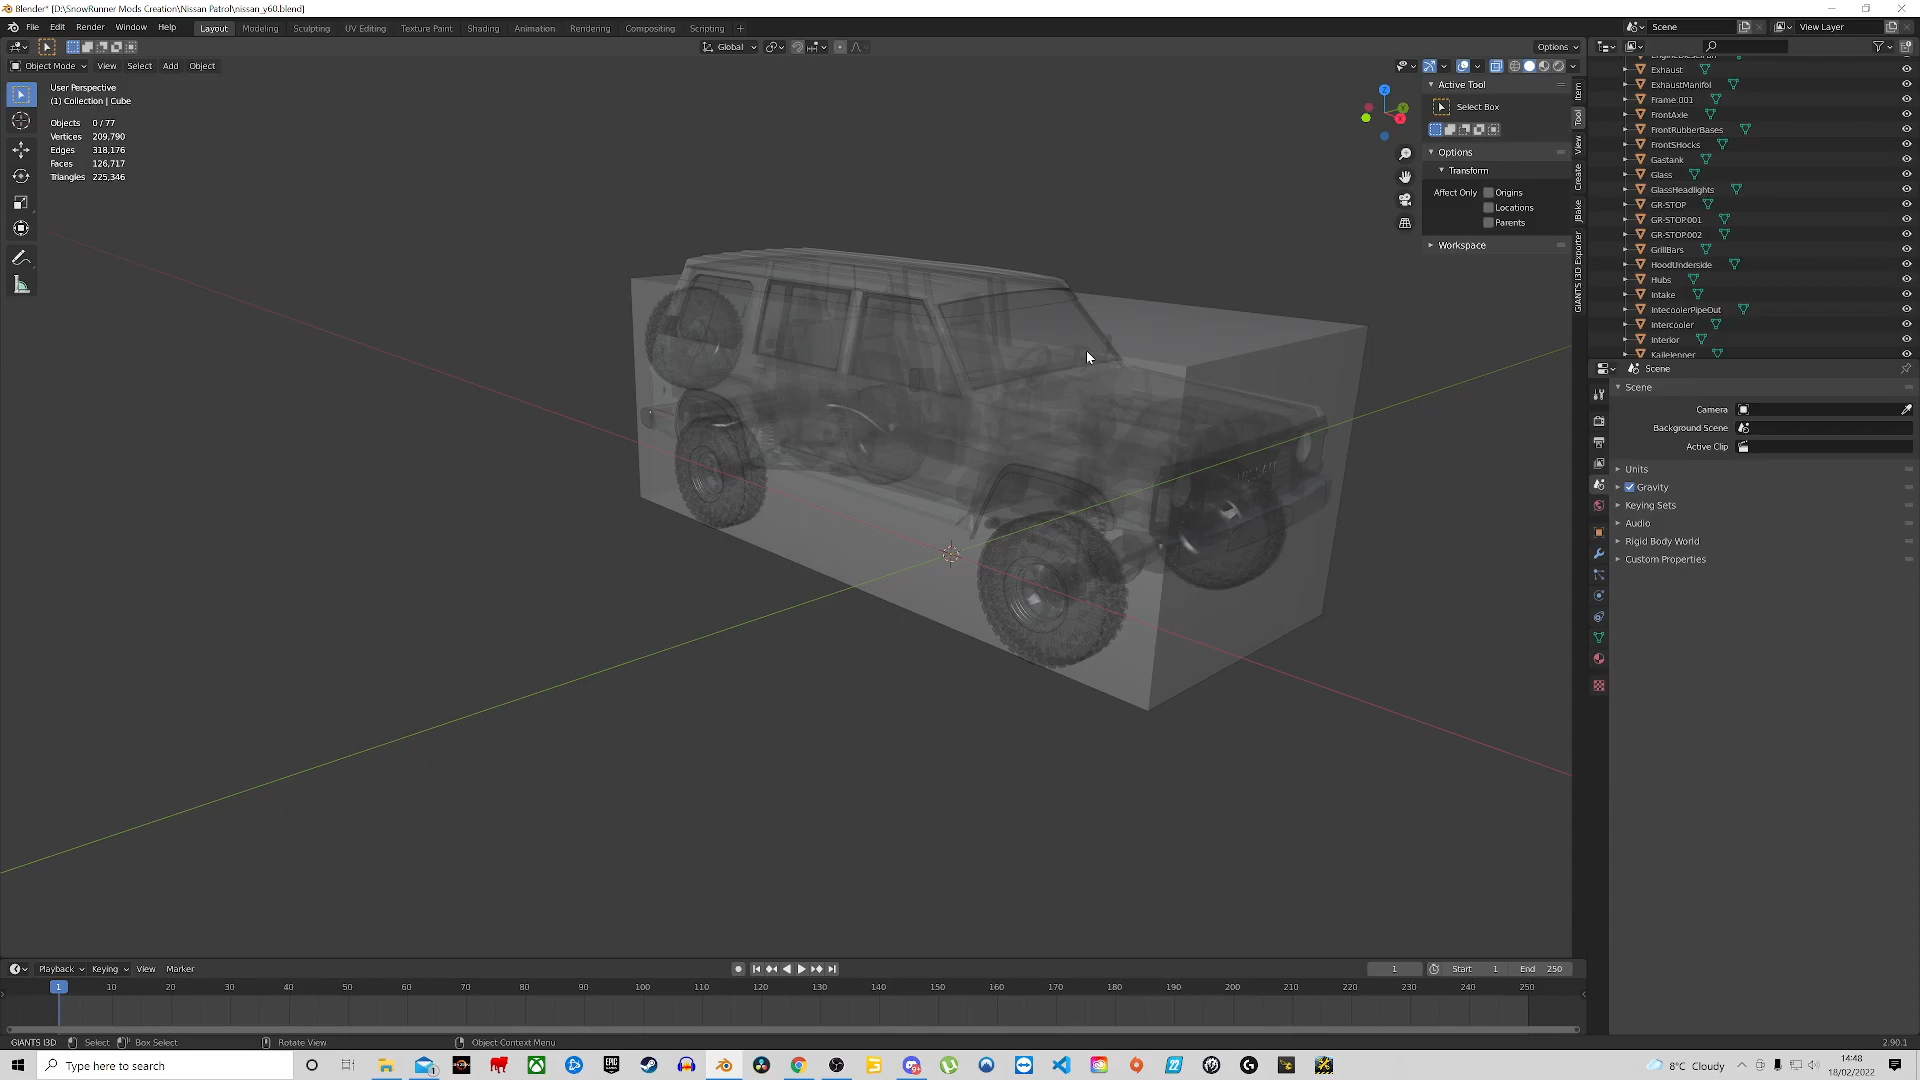 Blender* [D:\SnowRunner Mods Creation\Nissan Patrol\nissan_y60.blend]
File Edit Render Window Help
Layout Modeling Sculpting UV Editing Texture Paint Shading Animation Rendering Compositing Scripting +
Scene
View Layer
Global
Options
Object Mode View Select Add Object
User Perspective
(1) Collection | Cube
Objects 0 / 77
Vertices 209,790
Edges 318,176
Faces 126,717
Triangles 225,346
Z
Y
X
Active Tool
Select Box
Options
Transform
Affect Only Origins
Locations
Parents
Workspace
Item
Tool
View
Create
JBake
GIANTS I3D Exporter
Exhaust
ExhaustManifol
Frame.001
FrontAxle
FrontRubberBases
FrontSHocks
Gastank
Glass
GlassHeadlights
GR-STOP
GR-STOP.001
GR-STOP.002
GrillBars
HoodUnderside
Hubs
Intake
IntecoolerPipeOut
Intercooler
Interior
Scene
Scene
Camera
Background Scene
Active Clip
Units
Gravity
Keying Sets
Audio
Rigid Body World
Custom Properties
Playback Keying View Marker
1
Start 1
End 250
1 10 20 30 40 50 60 70 80 90 100 110 120 130 140 150 160 170 180 190 200 210 220 230 240 250
GIANTS I3D Select Box Select Rotate View Object Context Menu
2.90.1
Type here to search
8°C Cloudy
14:48
18/02/2022